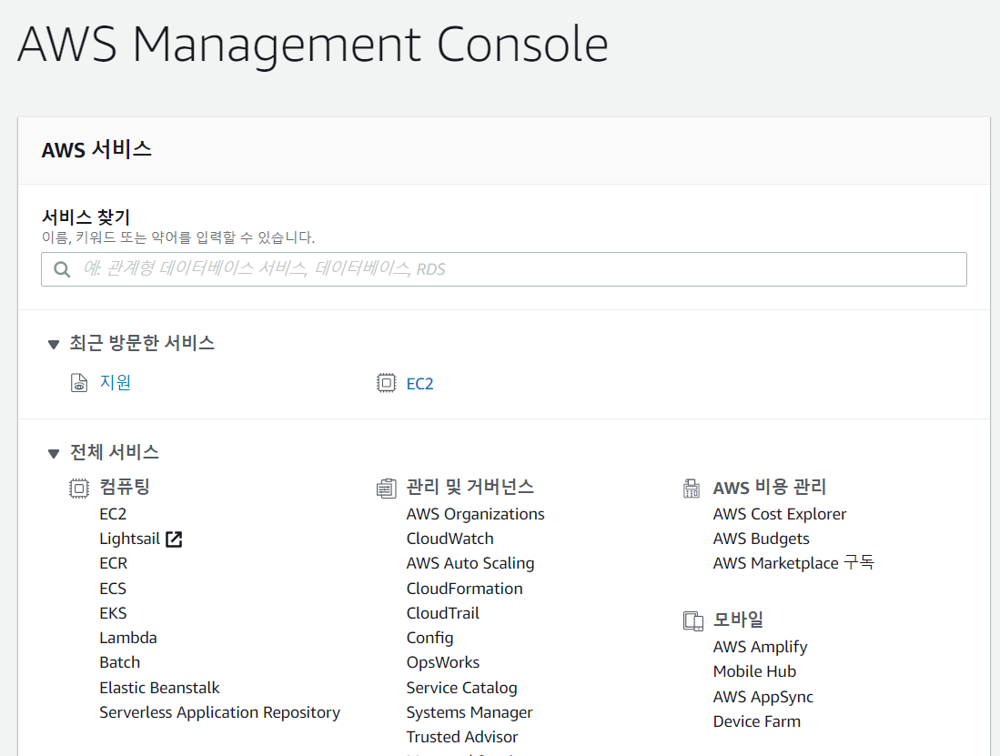 AWS Management Console
AWS 서비스
서비스 찾기
이름, 키워드 또는 약어를 입력할 수 있습니다.
예: 관계형 데이터베이스 서비스, 데이터베이스, RDS
최근 방문한 서비스
지원
EC2
전체 서비스
컴퓨팅
EC2
Lightsail
ECR
ECS
EKS
Lambda
Batch
Elastic Beanstalk
Serverless Application Repository
관리 및 거버넌스
AWS Organizations
CloudWatch
AWS Auto Scaling
CloudFormation
CloudTrail
Config
OpsWorks
Service Catalog
Systems Manager
Trusted Advisor
AWS 비용 관리
AWS Cost Explorer
AWS Budgets
AWS Marketplace 구독
모바일
AWS Amplify
Mobile Hub
AWS AppSync
Device Farm